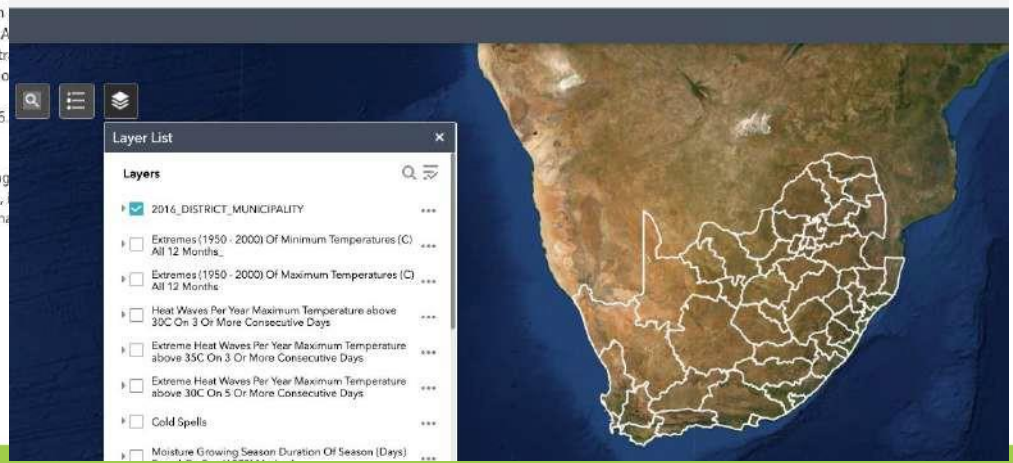 Layer List
Layers
2016_DISTRICT_MUNICIPALITY
Extremes (1950 - 2000) Of Minimum Temperatures (C)
All 12 Months_
Extremes (1950 - 2000) Of Maximum Temperatures (C)
All 12 Months
Heat Waves Per Year Maximum Temperature above
30C On 3 Or More Consecutive Days
Extreme Heat Waves Per Year Maximum Temperature
above 35C On 3 Or More Consecutive Days
Extreme Heat Waves Per Year Maximum Temperature
above 30C On 5 Or More Consecutive Days
Cold Spells
Moisture Growing Season Duration Of Season (Days)